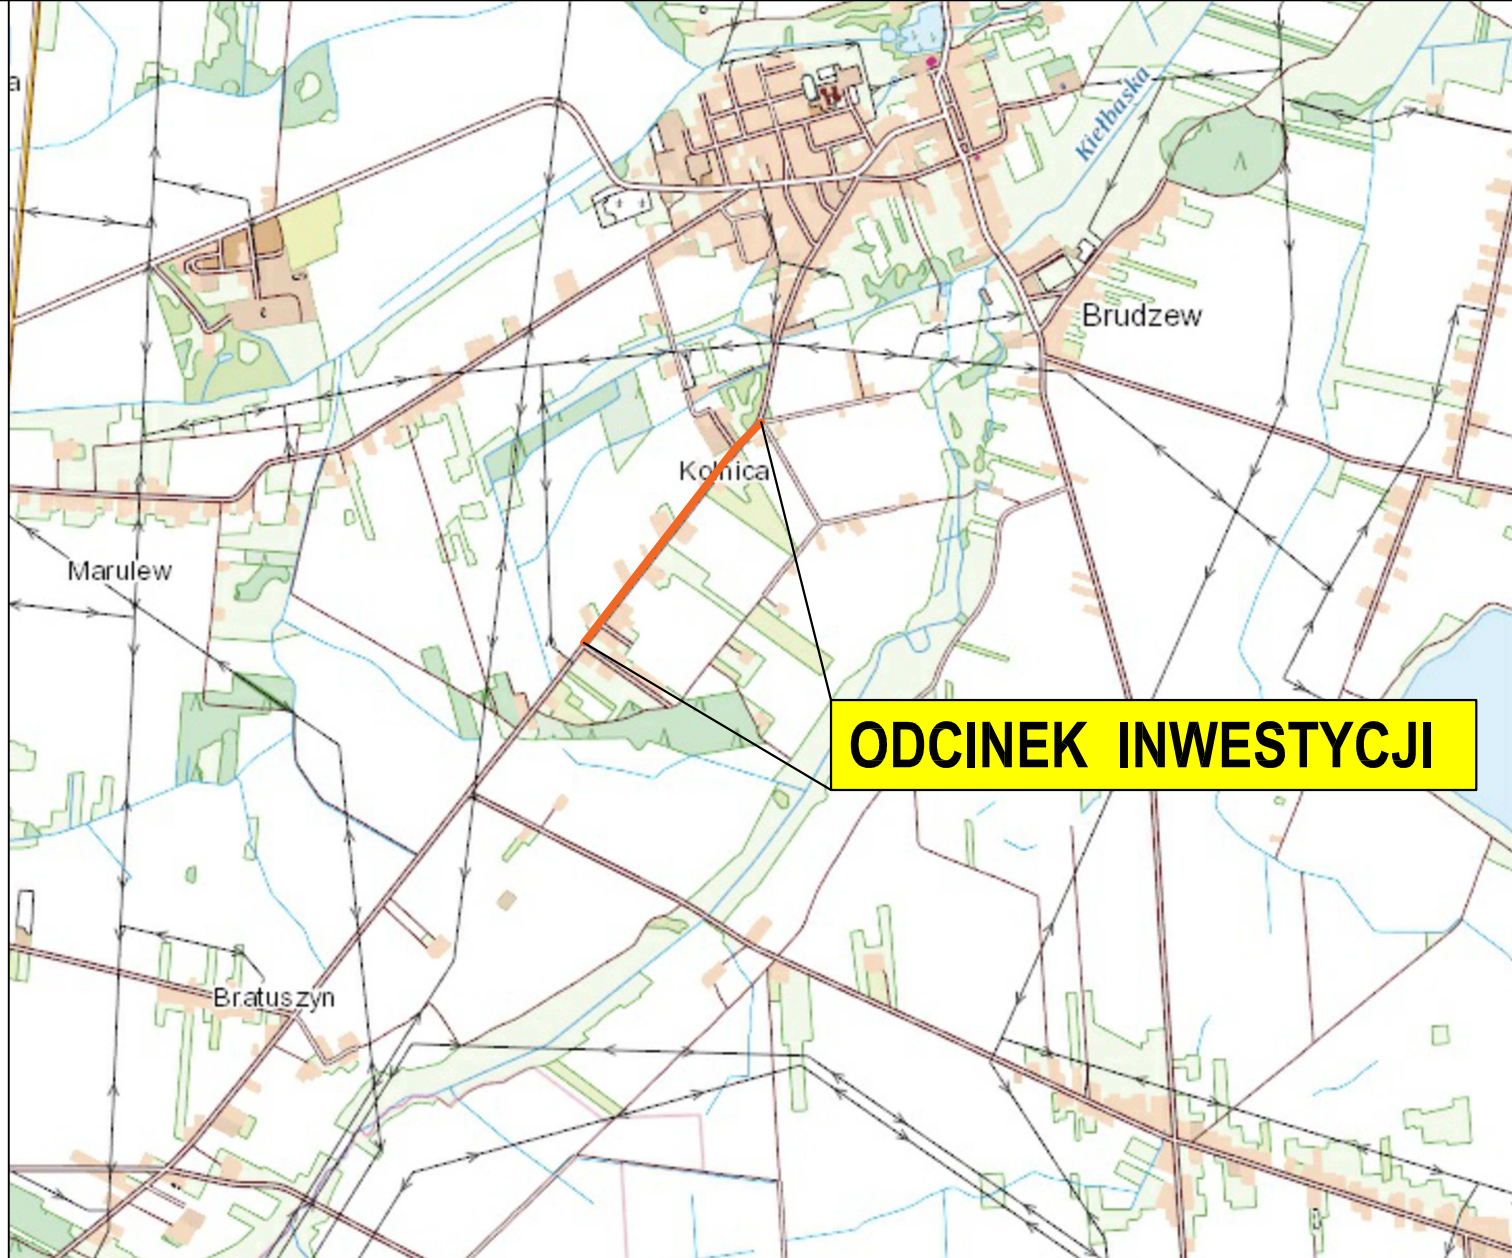 a
Kiełbaska
Brudzew
Kolnica
Marulew
ODCINEK INWESTYCJI
Bratuszyn